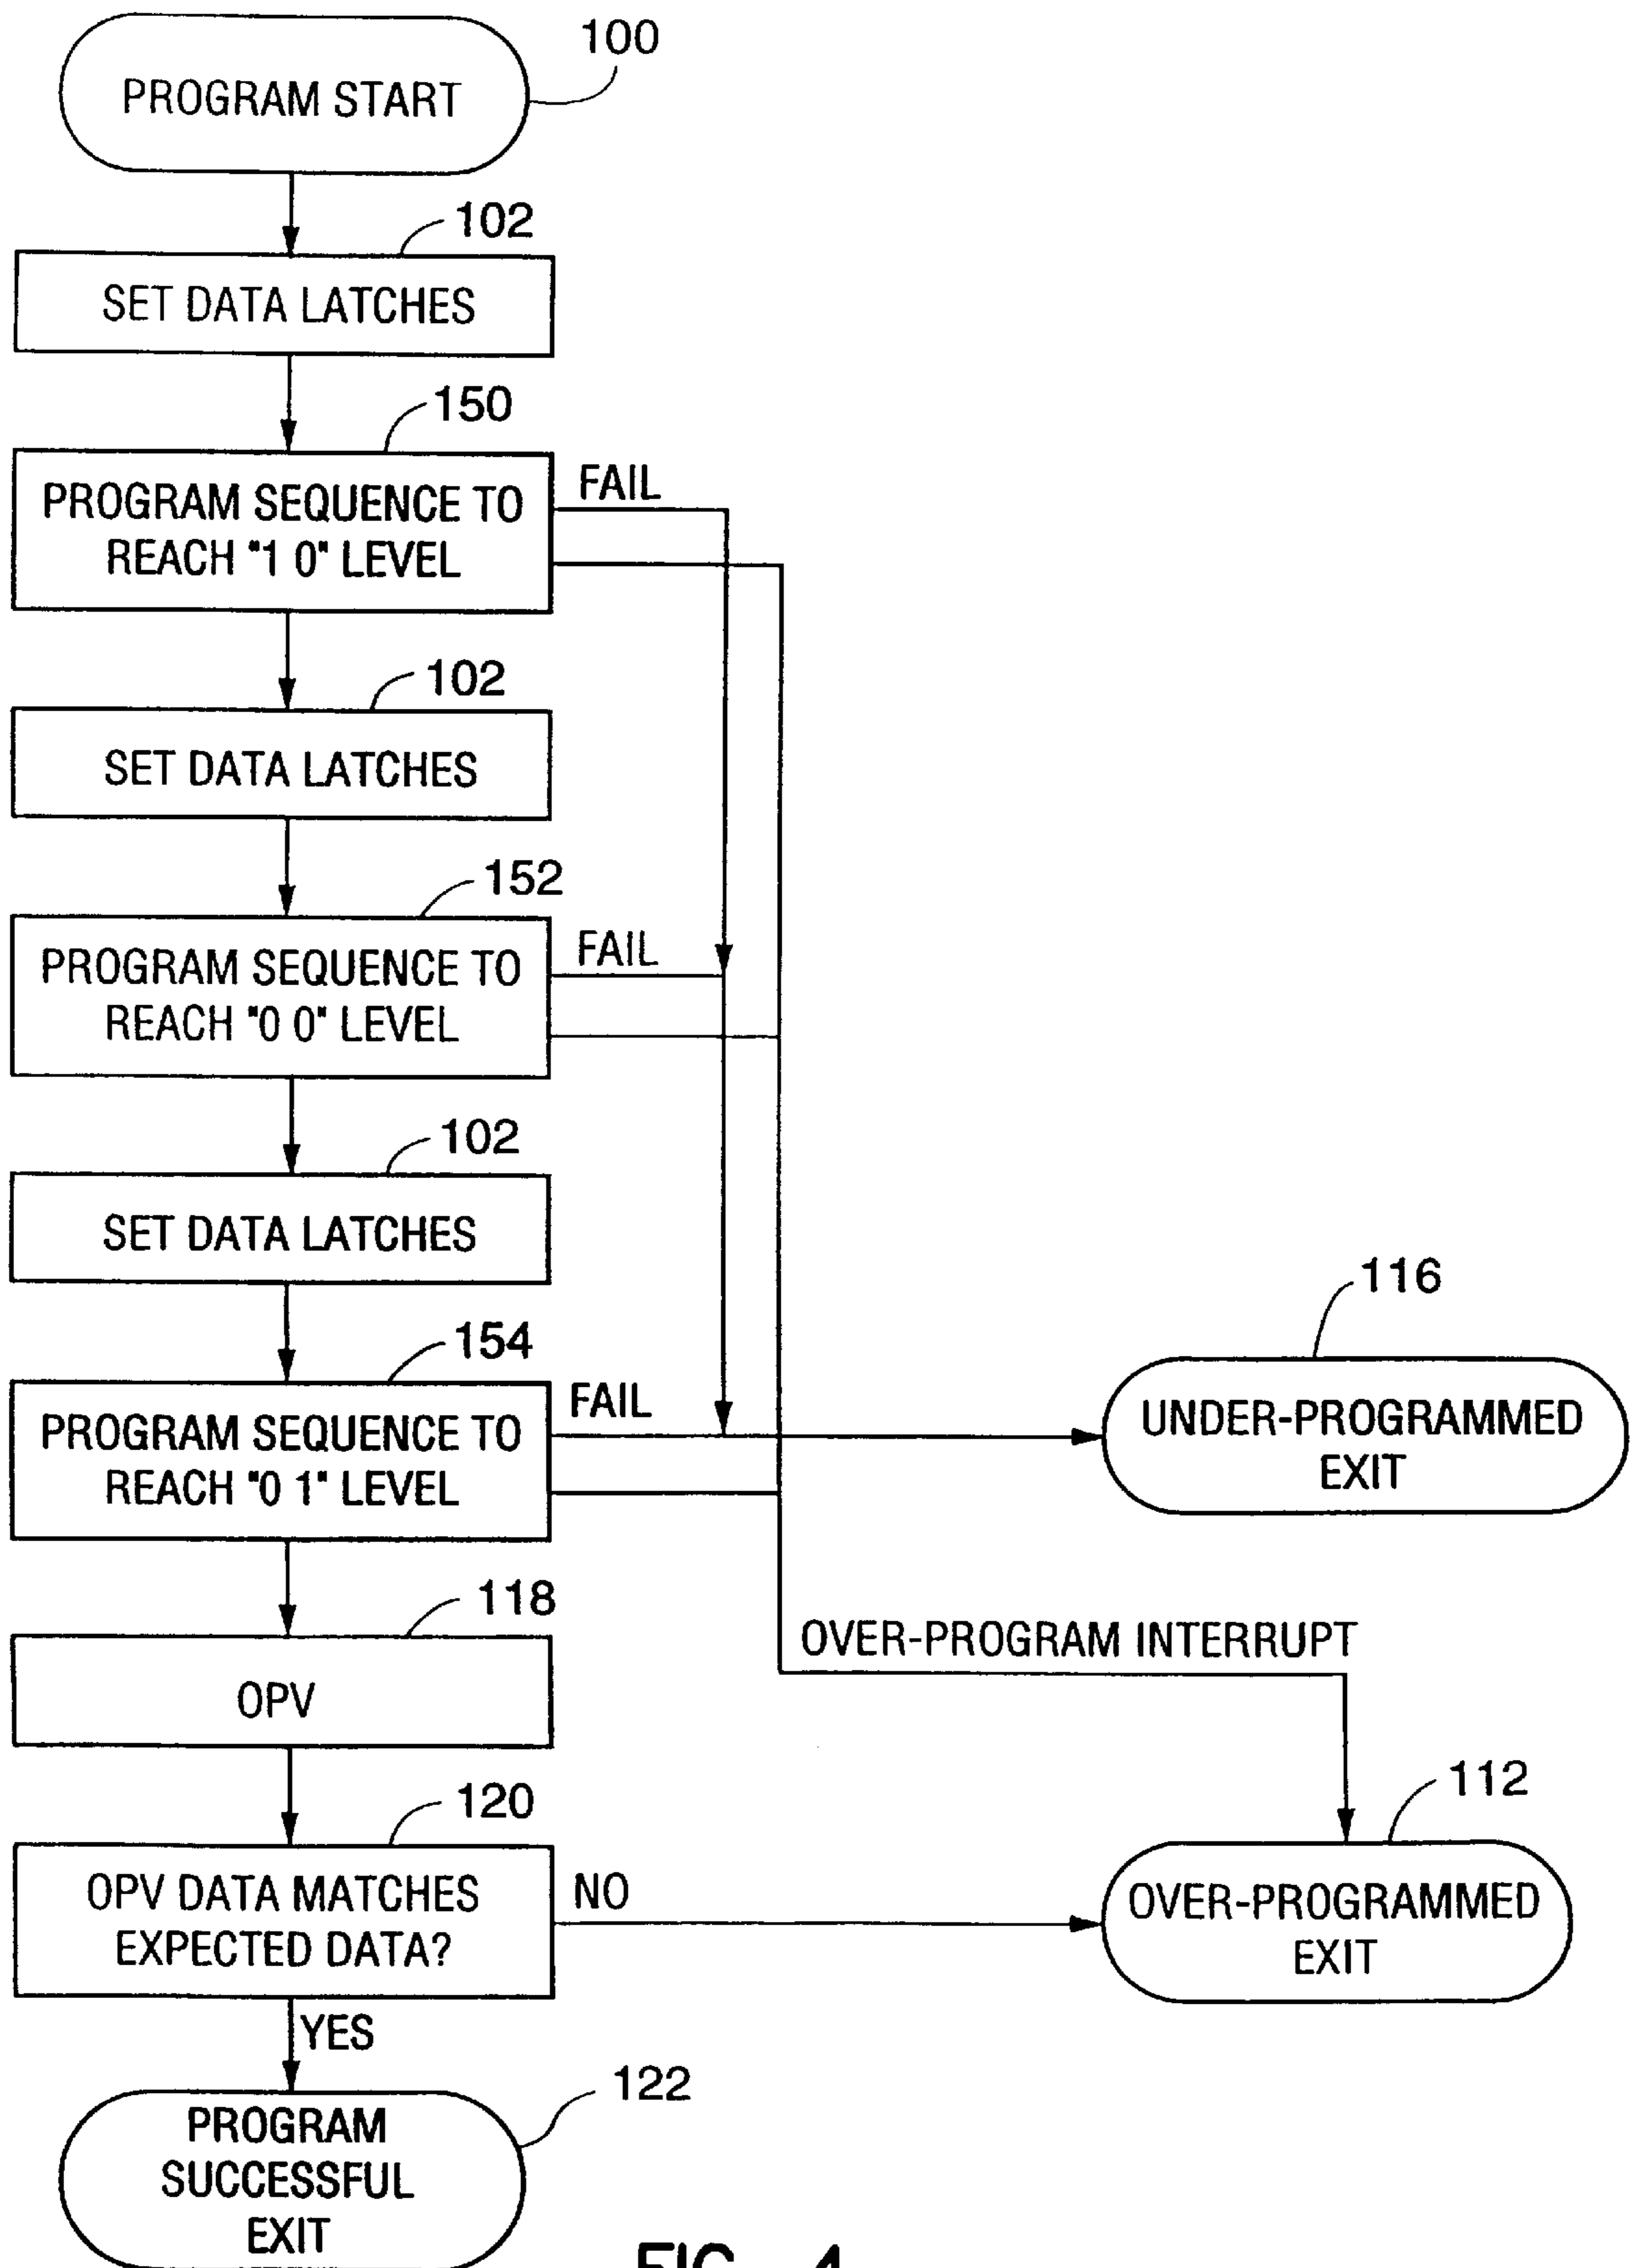 100
PROGRAM START
102
SET DATA LATCHES
150
PROGRAM SEQUENCE TO
REACH "1 0" LEVEL
FAIL
102
SET DATA LATCHES
152
PROGRAM SEQUENCE TO
REACH "0 0" LEVEL
FAIL
102
SET DATA LATCHES
116
154
PROGRAM SEQUENCE TO
REACH "0 1" LEVEL
FAIL
UNDER-PROGRAMMED
EXIT
118
OPV
OVER-PROGRAM INTERRUPT
112
120
OPV DATA MATCHES
EXPECTED DATA?
NO
OVER-PROGRAMMED
EXIT
YES
122
PROGRAM
SUCCESSFUL
EXIT
FIG. 4